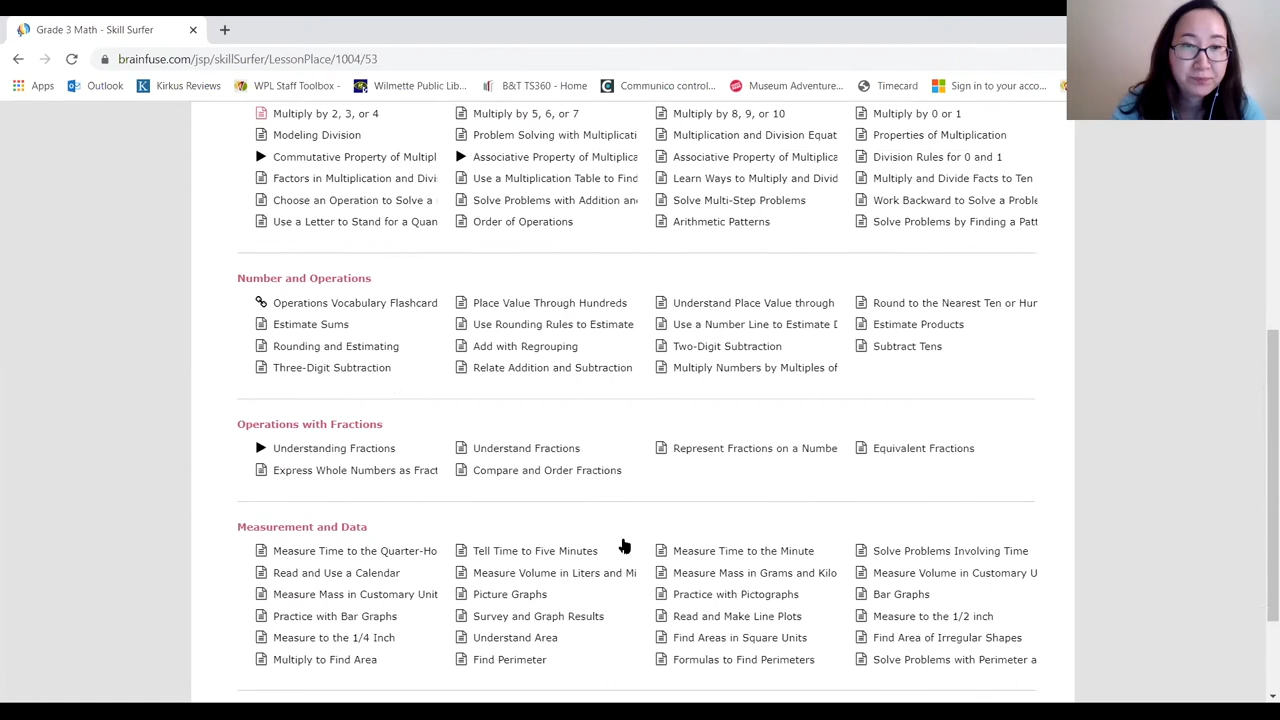 Grade 3 Math - Skill Surfer
brainfuse.com/jsp/skillSurfer/LessonPlace/1004/53
Apps Outlook Kirkus Reviews WPL Staff Toolbox - Wilmette Public Lib... B&T TS360 - Home Communico control... Museum Adventure... Timecard Sign in to your acco...
Multiply by 2, 3, or 4 Multiply by 5, 6, or 7 Multiply by 8, 9, or 10 Multiply by 0 or 1
Modeling Division Problem Solving with Multiplicati Multiplication and Division Equat Properties of Multiplication
Commutative Property of Multipl Associative Property of Multiplica Associative Property of Multiplica Division Rules for 0 and 1
Factors in Multiplication and Divi Use a Multiplication Table to Find Learn Ways to Multiply and Divid Multiply and Divide Facts to Ten
Choose an Operation to Solve a Solve Problems with Addition an Solve Multi-Step Problems Work Backward to Solve a Proble
Use a Letter to Stand for a Quan Order of Operations Arithmetic Patterns Solve Problems by Finding a Patt
Number and Operations
Operations Vocabulary Flashcard Place Value Through Hundreds Understand Place Value through Round to the Nearest Ten or Hur
Estimate Sums Use Rounding Rules to Estimate Use a Number Line to Estimate D Estimate Products
Rounding and Estimating Add with Regrouping Two-Digit Subtraction Subtract Tens
Three-Digit Subtraction Relate Addition and Subtraction Multiply Numbers by Multiples of
Operations with Fractions
Understanding Fractions Understand Fractions Represent Fractions on a Numbe Equivalent Fractions
Express Whole Numbers as Fract Compare and Order Fractions
Measurement and Data
Measure Time to the Quarter-Ho Tell Time to Five Minutes Measure Time to the Minute Solve Problems Involving Time
Read and Use a Calendar Measure Volume in Liters and Mi Measure Mass in Grams and Kilo Measure Volume in Customary U
Measure Mass in Customary Unit Picture Graphs Practice with Pictographs Bar Graphs
Practice with Bar Graphs Survey and Graph Results Read and Make Line Plots Measure to the 1/2 inch
Measure to the 1/4 Inch Understand Area Find Areas in Square Units Find Area of Irregular Shapes
Multiply to Find Area Find Perimeter Formulas to Find Perimeters Solve Problems with Perimeter a